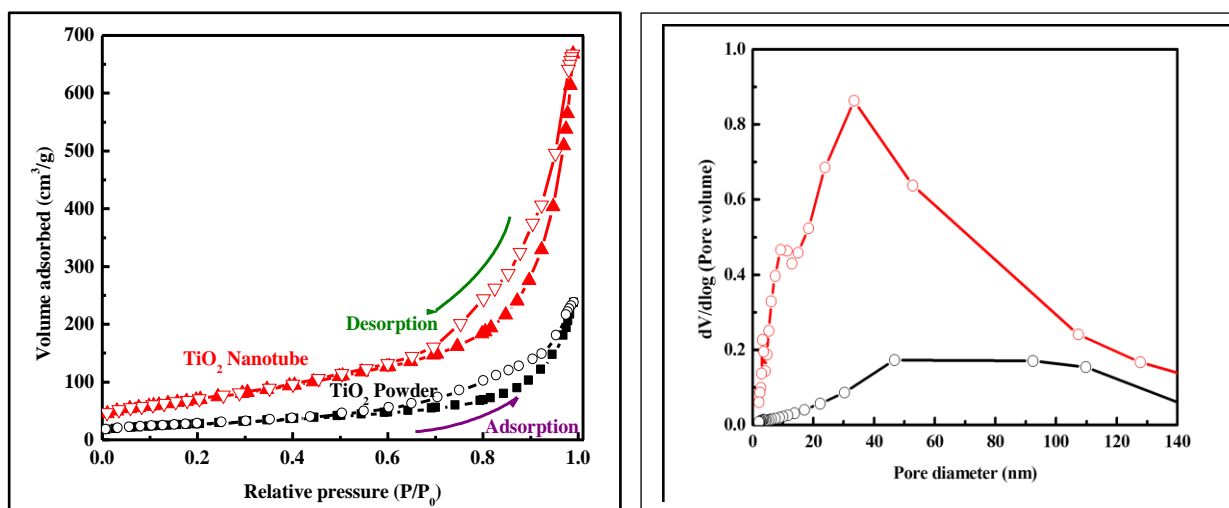 700
600
500
400
300
200
100
0
Volume adsorbed (cm³/g)
Desorption
TiO₂ Nanotube
TiO₂ Powder
Adsorption
0.0 0.2 0.4 0.6 0.8 1.0
Relative pressure (P/P₀)
1.0
0.8
0.6
0.4
0.2
0.0
dV/dlog (Pore volume)
0 20 40 60 80 100 120 140
Pore diameter (nm)